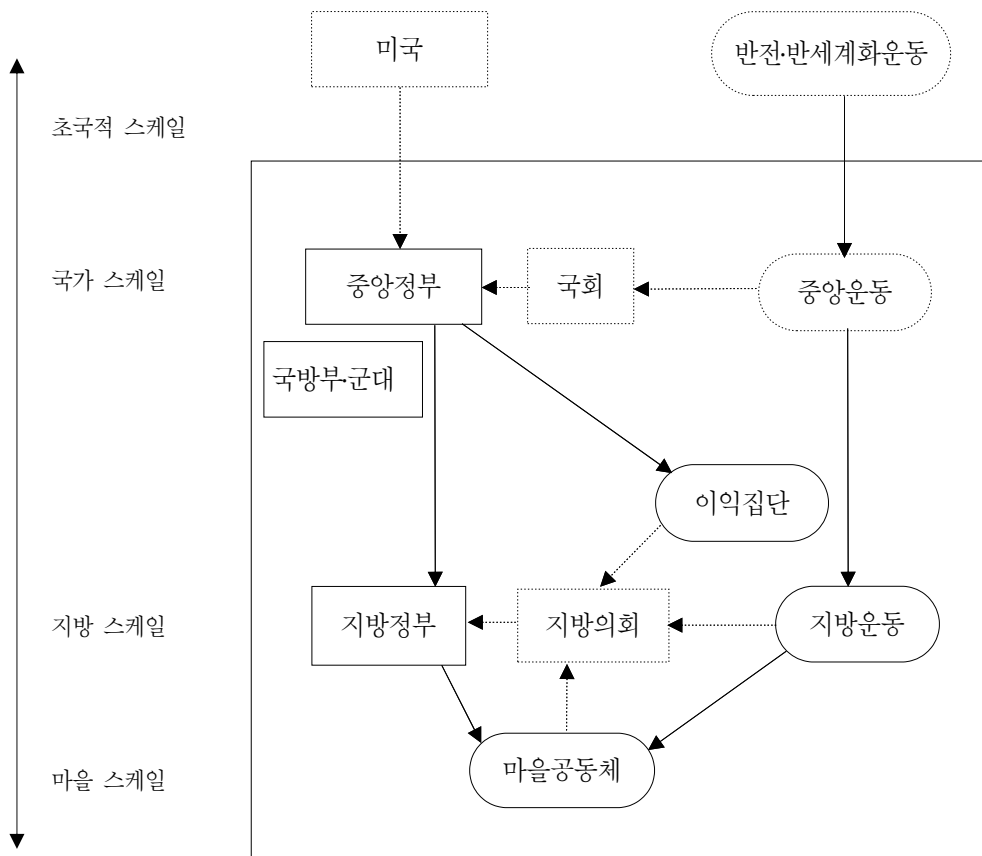 미국
반전·반세계화운동
초국적 스케일
국가 스케일
중앙정부
국회
중앙운동
국방부·군대
이익집단
지방 스케일
지방정부
지방의회
지방운동
마을 스케일
마을공동체